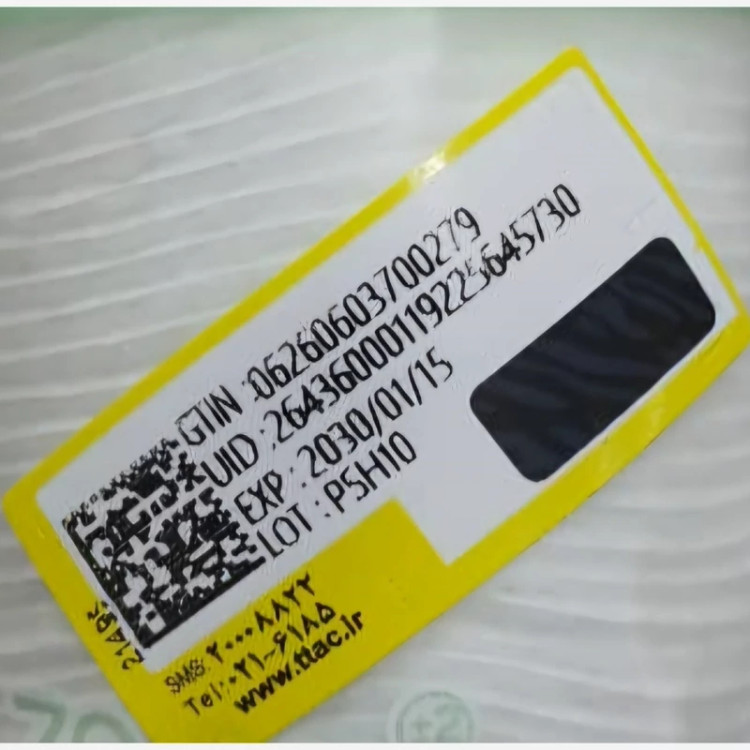 GTIN :06260603700279
UID :26436000119225645730
EXP : 2030/01/15
LOT : P5H10
SMS: ۲۰۰۰۸۸۲۲
Tel:۰۲۱-۶۱۸۵
www.ttac.ir